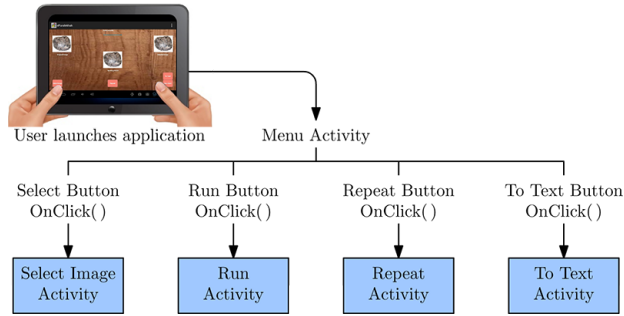 User launches application
Menu Activity
Select Button
OnClick( )
Run Button
OnClick( )
Repeat Button
OnClick( )
To Text Button
OnClick( )
Select Image
Activity
Run
Activity
Repeat
Activity
To Text
Activity